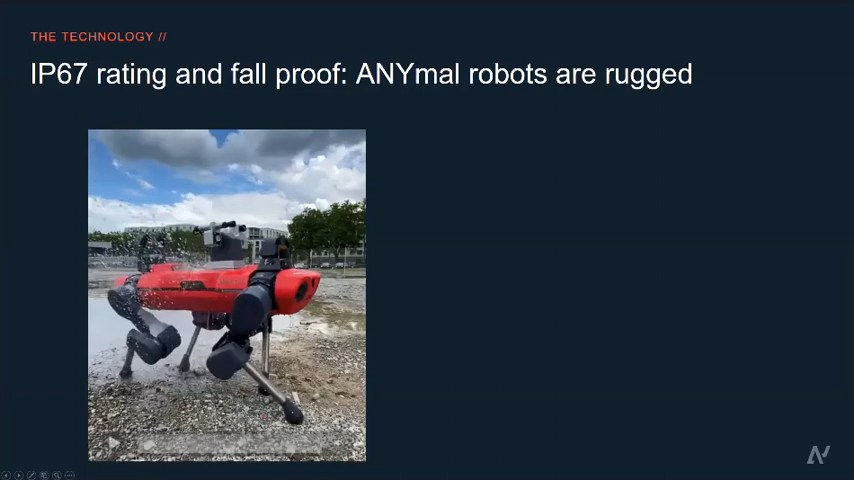 THE TECHNOLOGY //
IP67 rating and fall proof: ANYmal robots are rugged